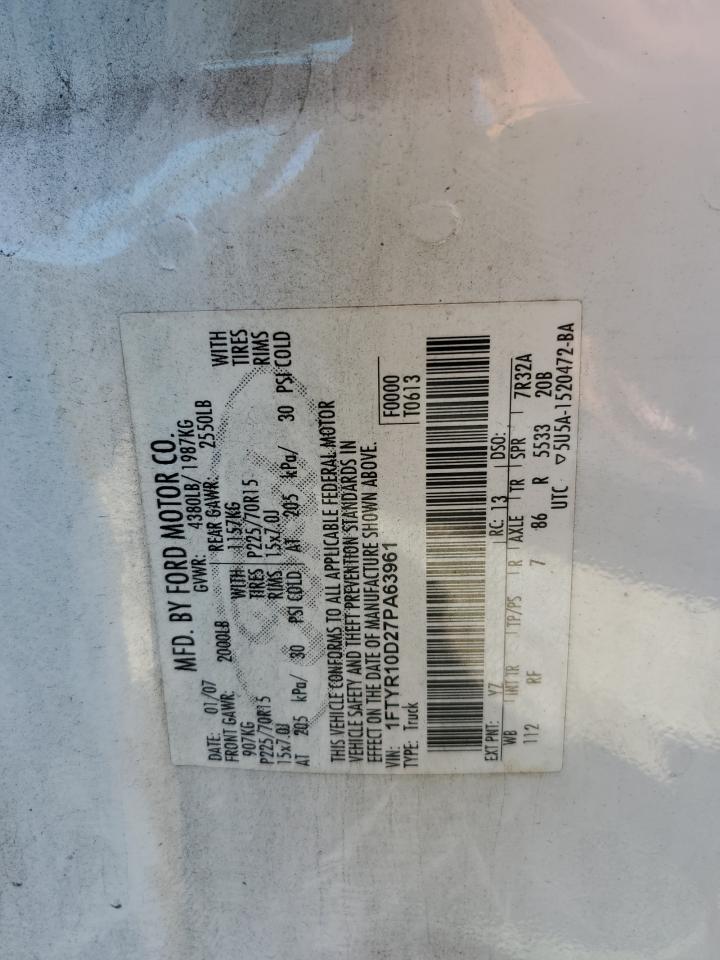 MFD. BY FORD MOTOR CO.
DATE: 01/07 GVWR: 4380LB/1987KG
FRONT GAWR: 2000LB REAR GAWR: 2550LB
907KG WITH 1157KG WITH
P225/70R15 TIRES P225/70R15 TIRES
15x7.0J RIMS 15x7.0J RIMS
AT 205 kPa/ 30 PSI COLD AT 205 kPa/ 30 PSI COLD
THIS VEHICLE CONFORMS TO ALL APPLICABLE FEDERAL MOTOR
VEHICLE SAFETY AND THEFT PREVENTION STANDARDS IN
EFFECT ON THE DATE OF MANUFACTURE SHOWN ABOVE.
VIN: 1FTYR10D27PA63961 F0000
TYPE: Truck T0613
EXT PNT: YZ RC: 13 DSO:
WB INT TR TP/PS R AXLE TR SPR 7R32A
112 RF 7 86 R 5533 20B
UTC ▽5U5A-1520472-BA